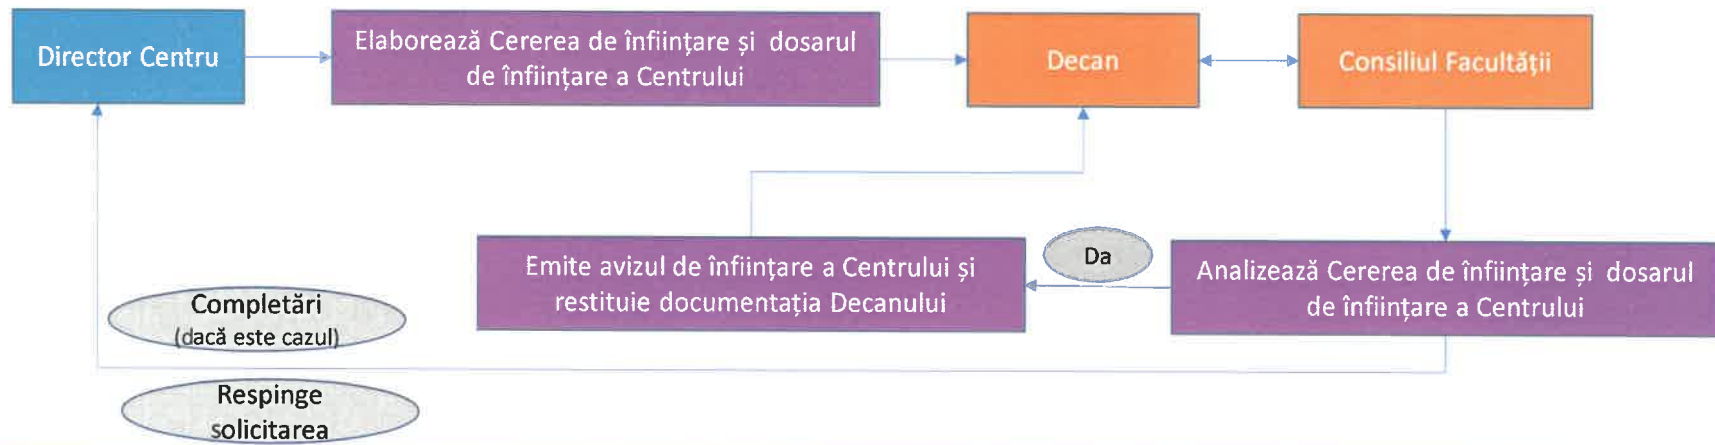 Director Centru
Elaborează Cererea de înființare și dosarul
de înființare a Centrului
Decan
Consiliul Facultății
Emite avizul de înființare a Centrului și
restituie documentația Decanului
Da
Analizează Cererea de înființare și dosarul
de înființare a Centrului
Completări
(dacă este cazul)
Respinge
solicitarea